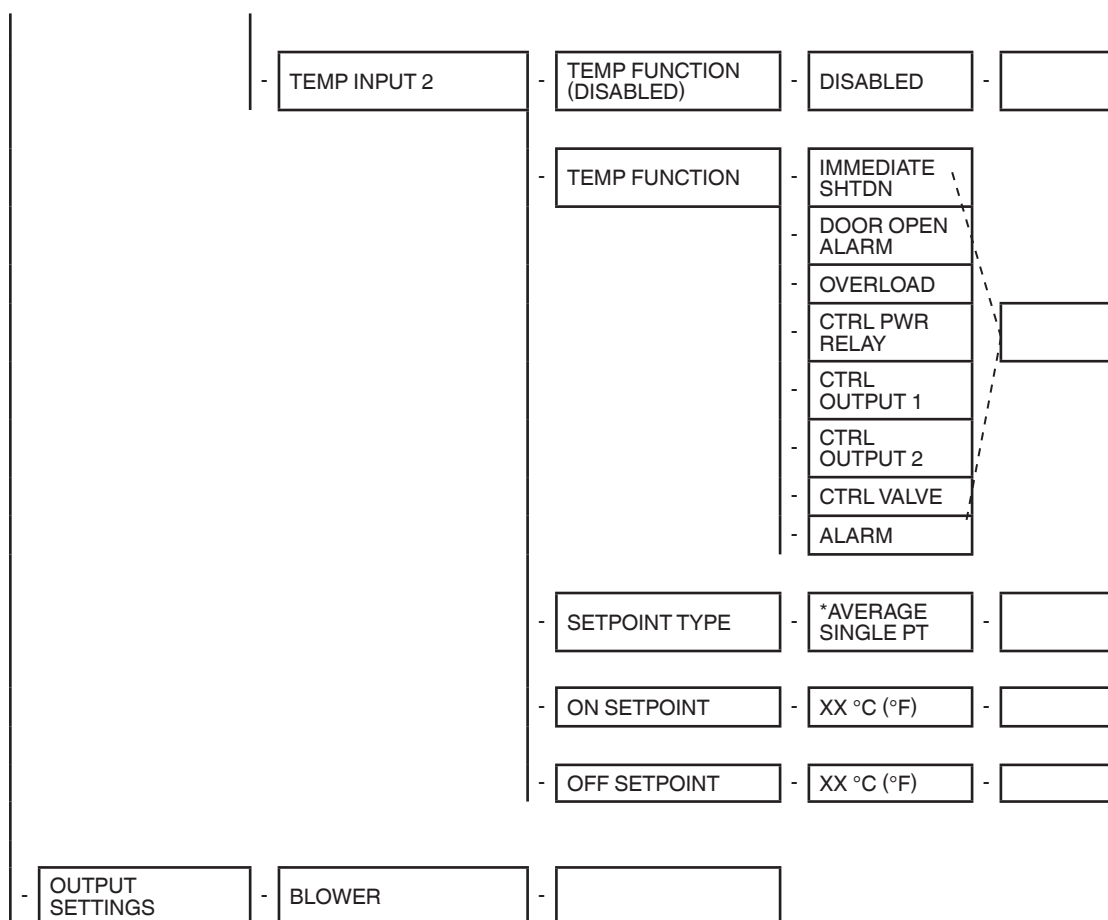 - TEMP INPUT 2 - TEMP FUNCTION - DISABLED -
(DISABLED)
- TEMP FUNCTION - IMMEDIATE
SHTDN
- DOOR OPEN
ALARM
- OVERLOAD
- CTRL PWR
RELAY
- CTRL
OUTPUT 1
- CTRL
OUTPUT 2
- CTRL VALVE
- ALARM
- SETPOINT TYPE - *AVERAGE -
SINGLE PT
- ON SETPOINT - XX °C (°F) -
- OFF SETPOINT - XX °C (°F) -
- OUTPUT
SETTINGS
- BLOWER -